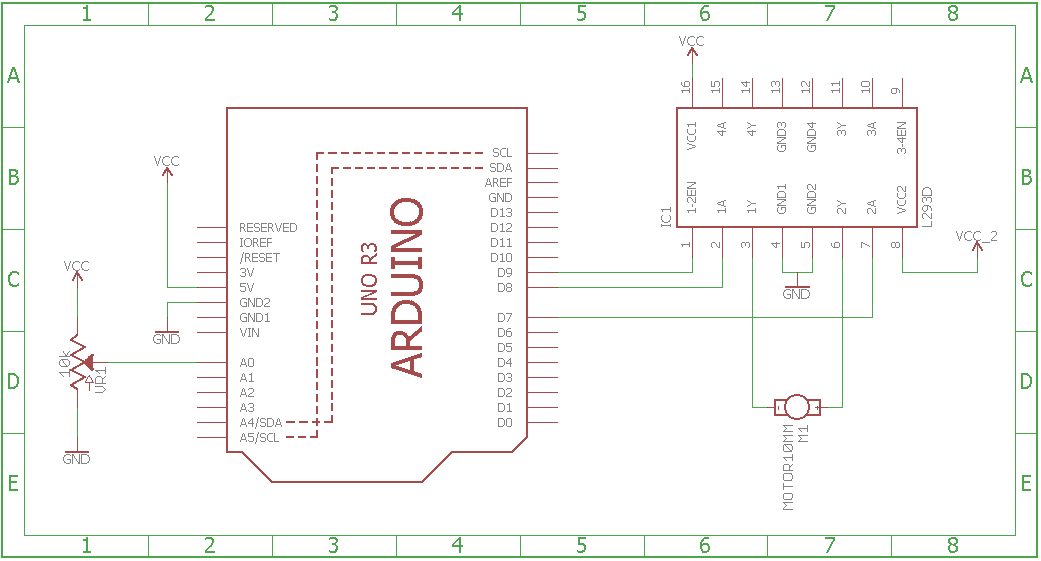 1 2 3 4 5 6 7 8
A
B
C
D
E
A
B
C
D
E
1 2 3 4 5 6 7 8
VCC
10k
VR1
GND
VCC
GND
RESERVED
IOREF
/RESET
3V
5V
GND2
GND1
VIN
A0
A1
A2
A3
A4/SDA
A5/SCL
UNO R3
ARDUINO
SCL
SDA
AREF
GND
D13
D12
D11
D10
D9
D8
D7
D6
D5
D4
D3
D2
D1
D0
VCC
16 15 14 13 12 11 10 9
VCC1 4A 4Y GND3 GND4 3Y 3A 3-4EN
1-2EN 1A 1Y GND1 GND2 2Y 2A VCC2
IC1
L293D
1 2 3 4 5 6 7 8
GND
VCC_2
- +
M1
MOTOR10MM